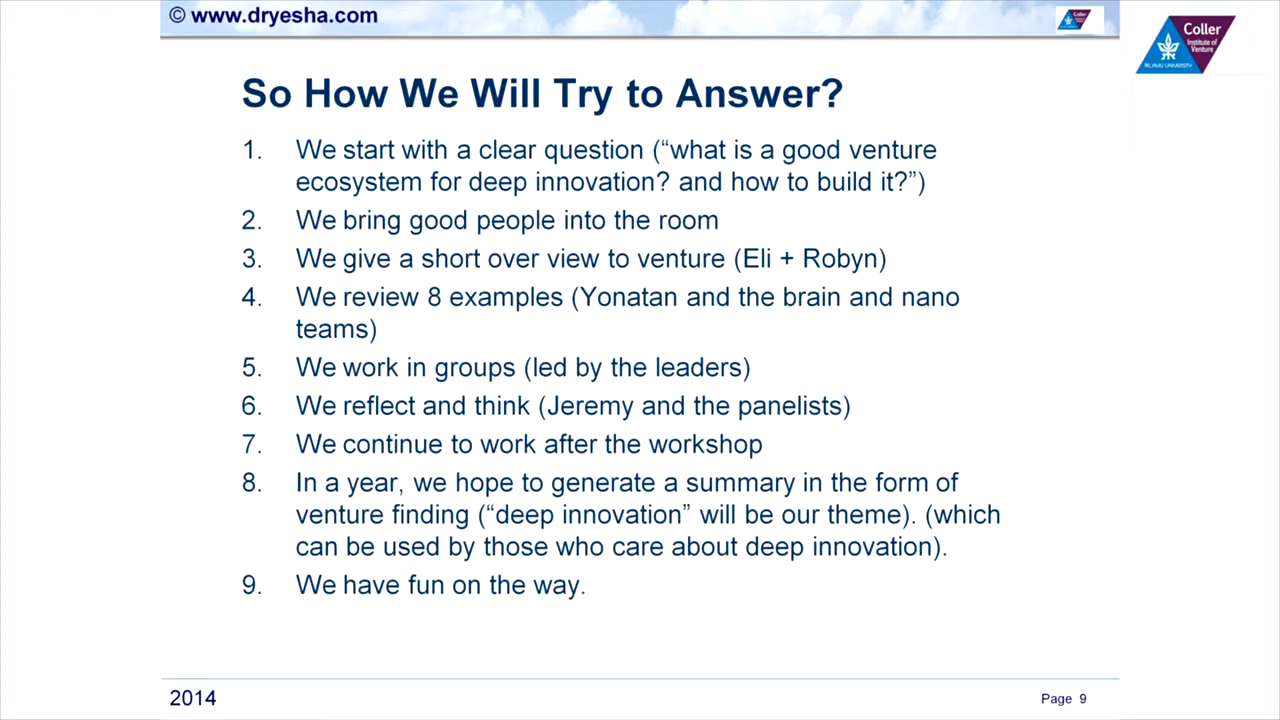 © www.dryesha.com
Coller
Institute of
Venture
TEL AVIV UNIVERSITY
So How We Will Try to Answer?
1. We start with a clear question (“what is a good venture
ecosystem for deep innovation? and how to build it?”)
2. We bring good people into the room
3. We give a short over view to venture (Eli + Robyn)
4. We review 8 examples (Yonatan and the brain and nano
teams)
5. We work in groups (led by the leaders)
6. We reflect and think (Jeremy and the panelists)
7. We continue to work after the workshop
8. In a year, we hope to generate a summary in the form of
venture finding (“deep innovation” will be our theme). (which
can be used by those who care about deep innovation).
9. We have fun on the way.
2014
Page 9